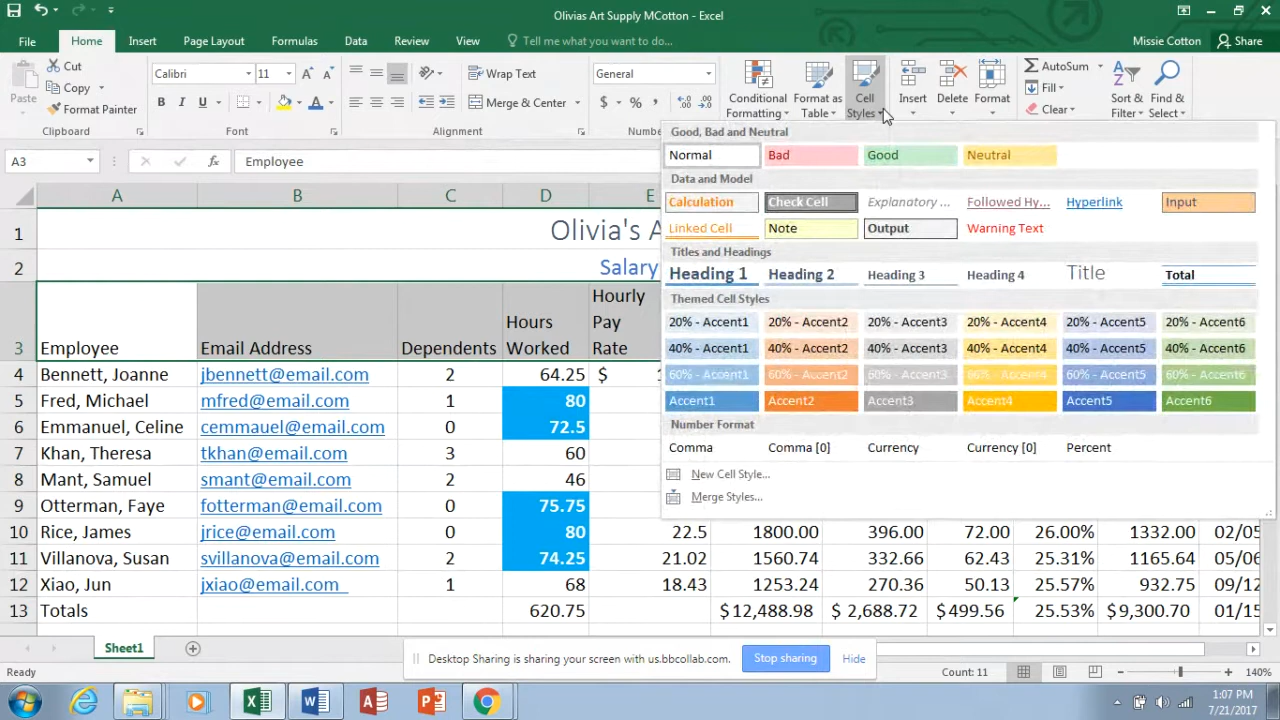 Olivias Art Supply MCotton - Excel
File Home Insert Page Layout Formulas Data Review View Tell me what you want to do... Missie Cotton Share
Paste Cut Copy Format Painter Clipboard
Calibri 11 A A B I U A Font
Wrap Text Merge & Center Alignment
General $ % , Numb
Conditional Formatting Format as Table Cell Styles Insert Delete Format
AutoSum Fill Clear Sort & Filter Find & Select
A3 fx Employee
Good, Bad and Neutral
Normal Bad Good Neutral
Data and Model
Calculation Check Cell Explanatory ... Followed Hy... Hyperlink Input
Linked Cell Note Output Warning Text
Titles and Headings
Heading 1 Heading 2 Heading 3 Heading 4 Title Total
Themed Cell Styles
20% - Accent1 20% - Accent2 20% - Accent3 20% - Accent4 20% - Accent5 20% - Accent6
40% - Accent1 40% - Accent2 40% - Accent3 40% - Accent4 40% - Accent5 40% - Accent6
60% - Accent1 60% - Accent2 60% - Accent3 60% - Accent4 60% - Accent5 60% - Accent6
Accent1 Accent2 Accent3 Accent4 Accent5 Accent6
Number Format
Comma Comma [0] Currency Currency [0] Percent
New Cell Style...
Merge Styles...
A B C D E
1 Olivia's A
2 Salary
3 Employee Email Address Dependents Hours Worked Hourly Pay Rate
4 Bennett, Joanne jbennett@email.com 2 64.25 $
5 Fred, Michael mfred@email.com 1 80
6 Emmanuel, Celine cemmauel@email.com 0 72.5
7 Khan, Theresa tkhan@email.com 3 60
8 Mant, Samuel smant@email.com 2 46
9 Otterman, Faye fotterman@email.com 0 75.75
10 Rice, James jrice@email.com 0 80 22.5 1800.00 396.00 72.00 26.00% 1332.00 02/05
11 Villanova, Susan svillanova@email.com 2 74.25 21.02 1560.74 332.66 62.43 25.31% 1165.64 10/06
12 Xiao, Jun jxiao@email.com 1 68 18.43 1253.24 270.36 50.13 25.57% 932.75 09/12
13 Totals 620.75 $12,488.98 $ 2,688.72 $499.56 25.53% $9,300.70 01/15
Sheet1
Desktop Sharing is sharing your screen with us.bbcollab.com. Stop sharing Hide
Ready Count: 11 140%
1:07 PM
7/21/2017